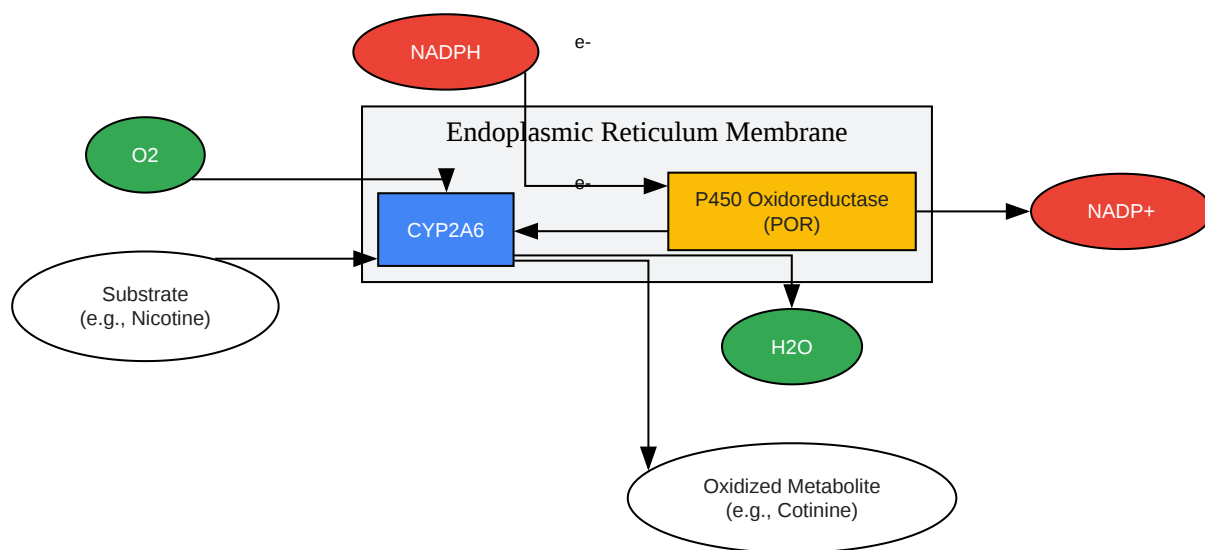 NADPH
e-
Endoplasmic Reticulum Membrane
O2
e-
P450 Oxidoreductase
(POR)
NADP+
CYP2A6
Substrate
(e.g., Nicotine)
H2O
Oxidized Metabolite
(e.g., Cotinine)